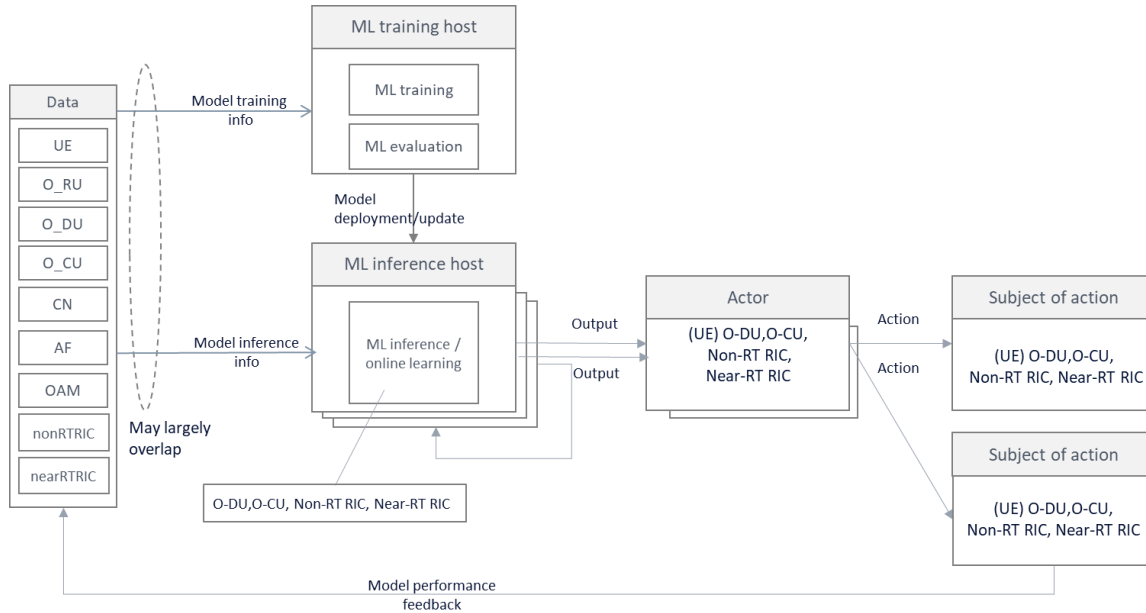 ML training host
ML training
ML evaluation
Data
UE
O_RU
O_DU
O_CU
CN
AF
OAM
nonRTRIC
nearRTRIC
Model training
info
May largely
overlap
Model
deployment/update
Model inference
info
ML inference host
ML inference /
online learning
O-DU,O-CU, Non-RT RIC, Near-RT RIC
Output
Output
Actor
(UE) O-DU,O-CU,
Non-RT RIC,
Near-RT RIC
Action
Action
Subject of action
(UE) O-DU,O-CU,
Non-RT RIC, Near-RT RIC
Subject of action
(UE) O-DU,O-CU,
Non-RT RIC, Near-RT RIC
Model performance
feedback